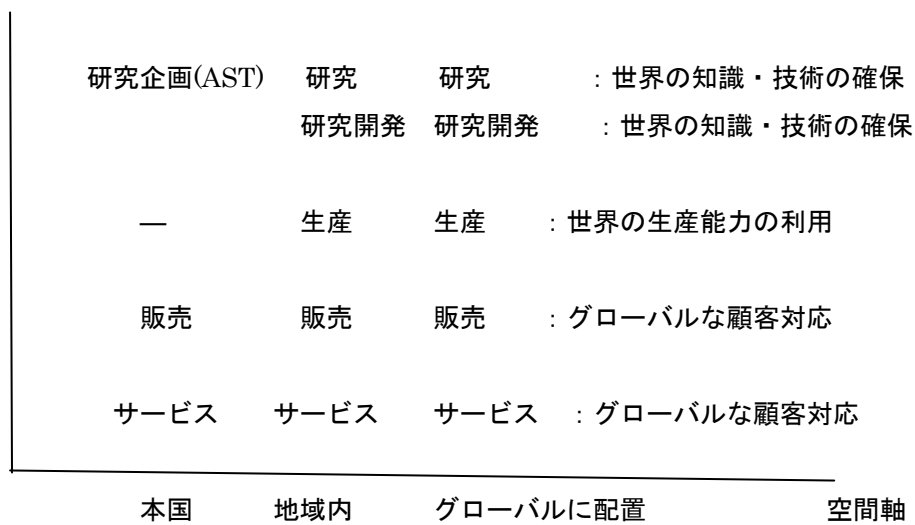 研究企画(AST) 研究 研究 :世界の知識・技術の確保
研究開発 研究開発 :世界の知識・技術の確保
― 生産 生産 :世界の生産能力の利用
販売 販売 販売 :グローバルな顧客対応
サービス サービス サービス :グローバルな顧客対応
本国 地域内 グローバルに配置 空間軸